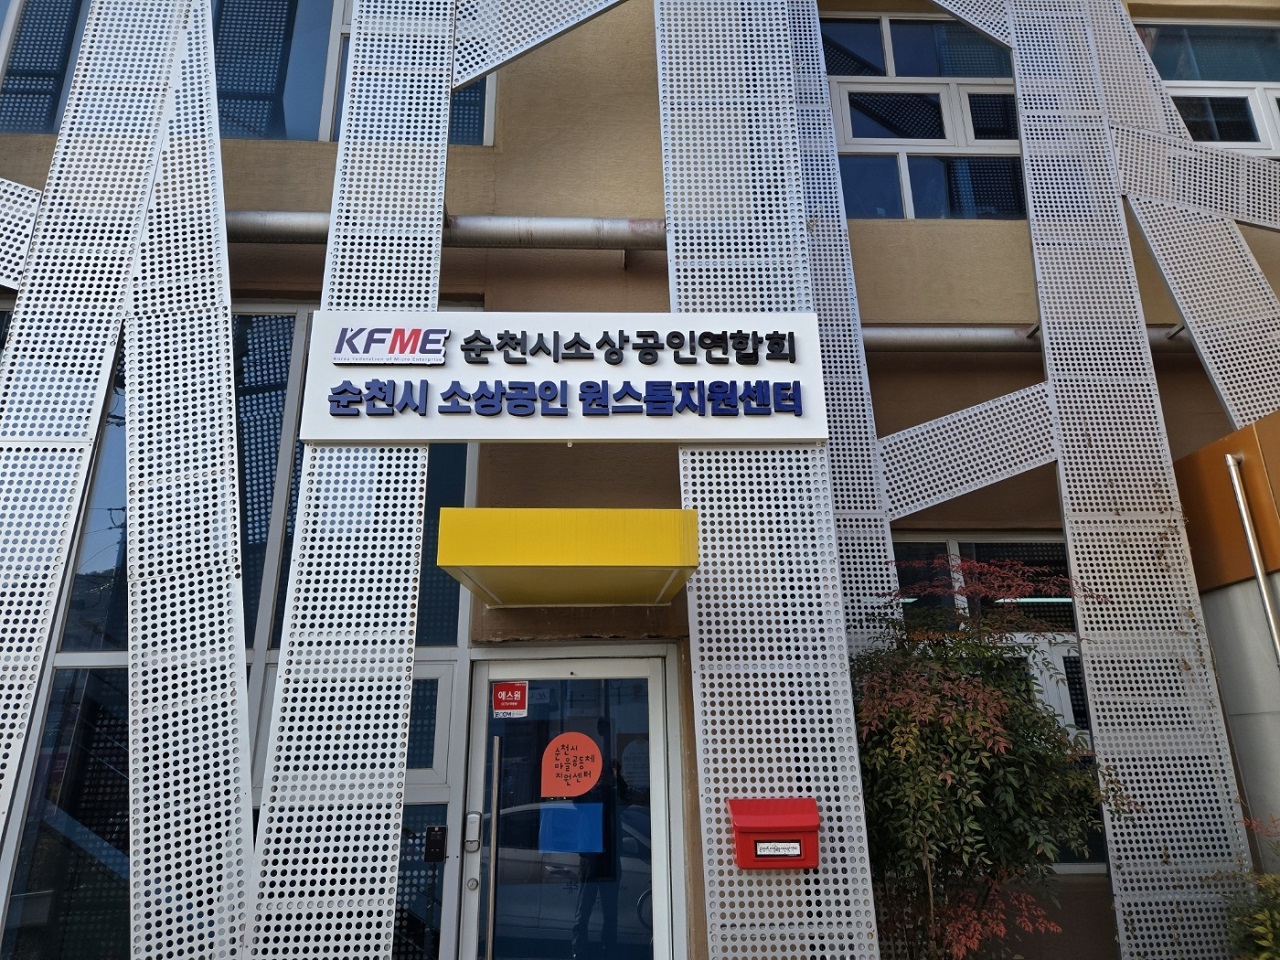 KFME 순천시소상공인연합회
Korea Federation of Micro Enterprise
순천시 소상공인 원스톱지원센터
에스원
순천시
마을공동체
지원센터